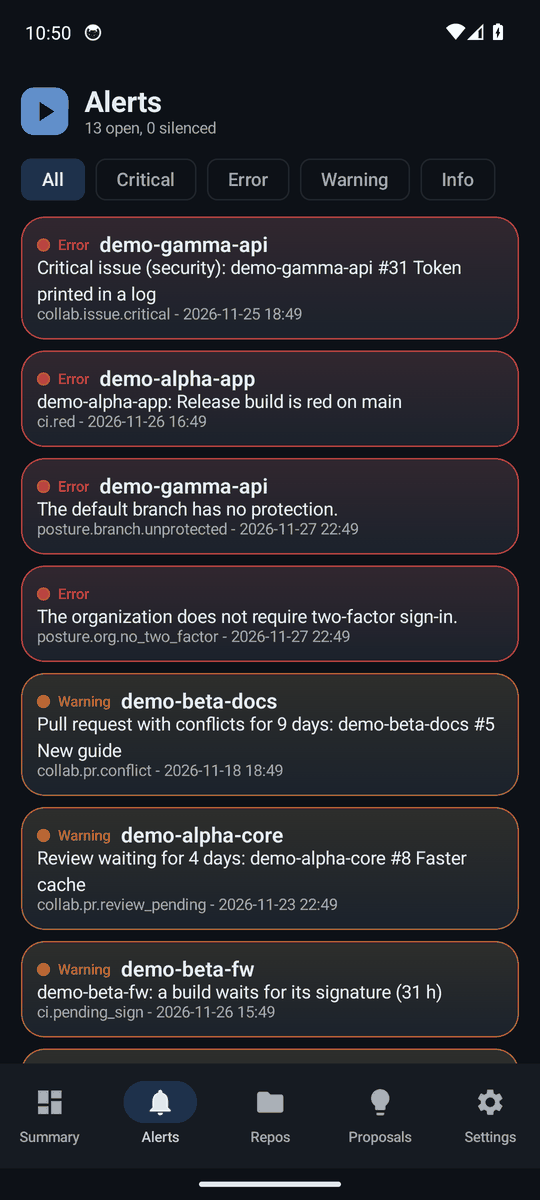 10:50
Alerts
13 open, 0 silenced
All
Critical
Error
Warning
Info
Error demo-gamma-api
Critical issue (security): demo-gamma-api #31 Token
printed in a log
collab.issue.critical - 2026-11-25 18:49
Error demo-alpha-app
demo-alpha-app: Release build is red on main
ci.red - 2026-11-26 16:49
Error demo-gamma-api
The default branch has no protection.
posture.branch.unprotected - 2026-11-27 22:49
Error
The organization does not require two-factor sign-in.
posture.org.no_two_factor - 2026-11-27 22:49
Warning demo-beta-docs
Pull request with conflicts for 9 days: demo-beta-docs #5
New guide
collab.pr.conflict - 2026-11-18 18:49
Warning demo-alpha-core
Review waiting for 4 days: demo-alpha-core #8 Faster
cache
collab.pr.review_pending - 2026-11-23 22:49
Warning demo-beta-fw
demo-beta-fw: a build waits for its signature (31 h)
ci.pending_sign - 2026-11-26 15:49
Summary
Alerts
Repos
Proposals
Settings